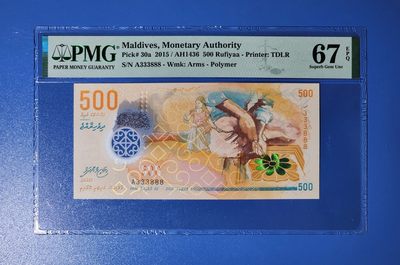 PMG
PAPER MONEY GUARANTY
Maldives, Monetary Authority
Pick# 30a 2015 / AH1436 500 Rufiyaa - Printer: TDLR
S/N A333888 - Wmk: Arms - Polymer
67 EPQ
Superb Gem Unc
500
500
A333888
A333888
500